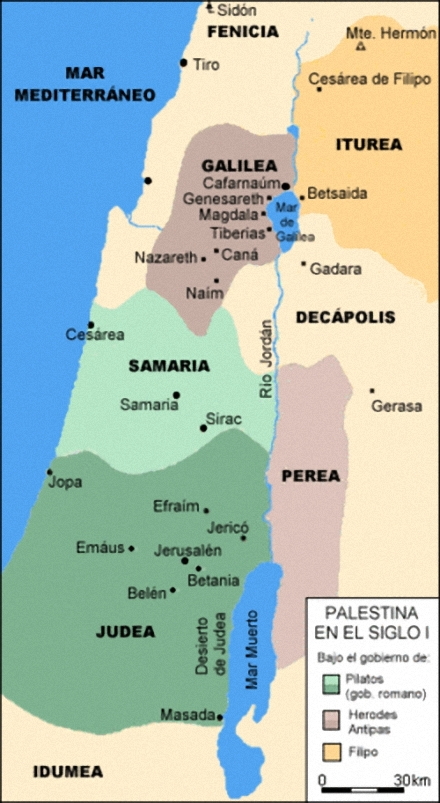 Sidón
FENICIA
Mte. Hermón
Tiro
MAR
MEDITERRÁNEO
Cesárea de Filipo
ITUREA
GALILEA
Cafarnaúm
Genesareth
Betsaida
Magdala
Mar
de
Galilea
Tiberias
Caná
Nazareth
Gadara
Naím
DECÁPOLIS
Cesárea
Río Jordán
SAMARIA
Samaria
Gerasa
Sirac
Jopa
PEREA
Efraím
Jericó
Emáus
Jerusalén
Betania
Belén
JUDEA
Desierto
de Judea
Mar Muerto
Masada
IDUMEA
PALESTINA
EN EL SIGLO I
Bajo el gobierno de:
Pilatos
(gob. romano)
Herodes
Antipas
Filipo
0 30km